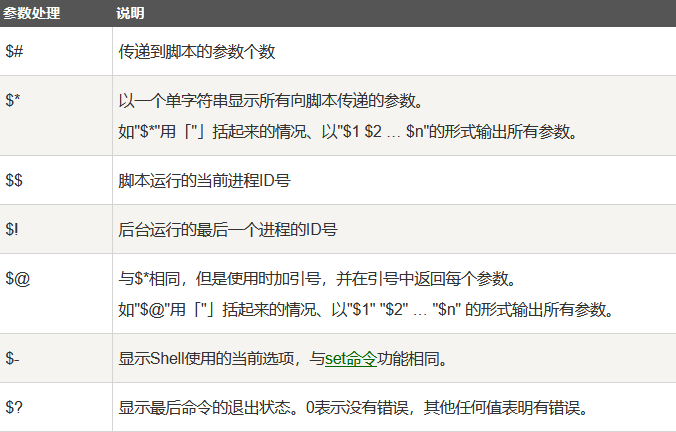 参数处理 说明
$# 传递到脚本的参数个数
$* 以一个单字符串显示所有向脚本传递的参数。
如"$*"用「"」括起来的情况、以"$1 $2 … $n"的形式输出所有参数。
$$ 脚本运行的当前进程ID号
$! 后台运行的最后一个进程的ID号
$@ 与$*相同，但是使用时加引号，并在引号中返回每个参数。
如"$@"用「"」括起来的情况、以"$1" "$2" … "$n" 的形式输出所有参数。
$- 显示Shell使用的当前选项，与set命令功能相同。
$? 显示最后命令的退出状态。0表示没有错误，其他任何值表明有错误。